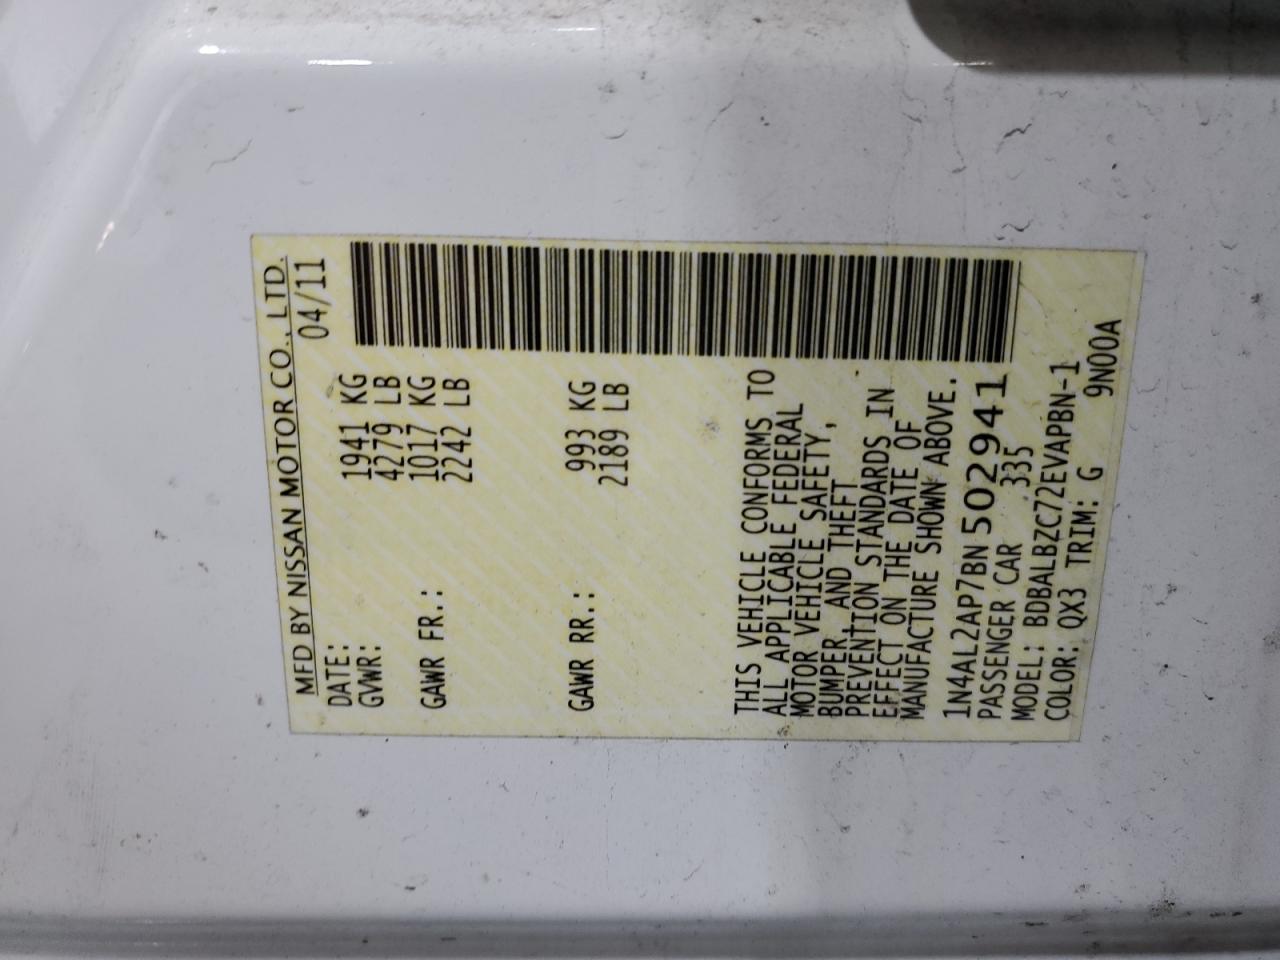 MFD BY NISSAN MOTOR CO., LTD.
DATE: 04/11
GVWR: 1941 KG
4279 LB
GAWR FR.: 1017 KG
2242 LB
GAWR RR.: 993 KG
2189 LB
THIS VEHICLE CONFORMS TO
ALL APPLICABLE FEDERAL
MOTOR VEHICLE SAFETY,
BUMPER, AND THEFT
PREVENTION STANDARDS IN
EFFECT ON THE DATE OF
MANUFACTURE SHOWN ABOVE.
1N4AL2AP7BN502941
PASSENGER CAR 335
MODEL: BDBALBZC72EVAPBN-1
COLOR: QX3 TRIM: G 9N00A